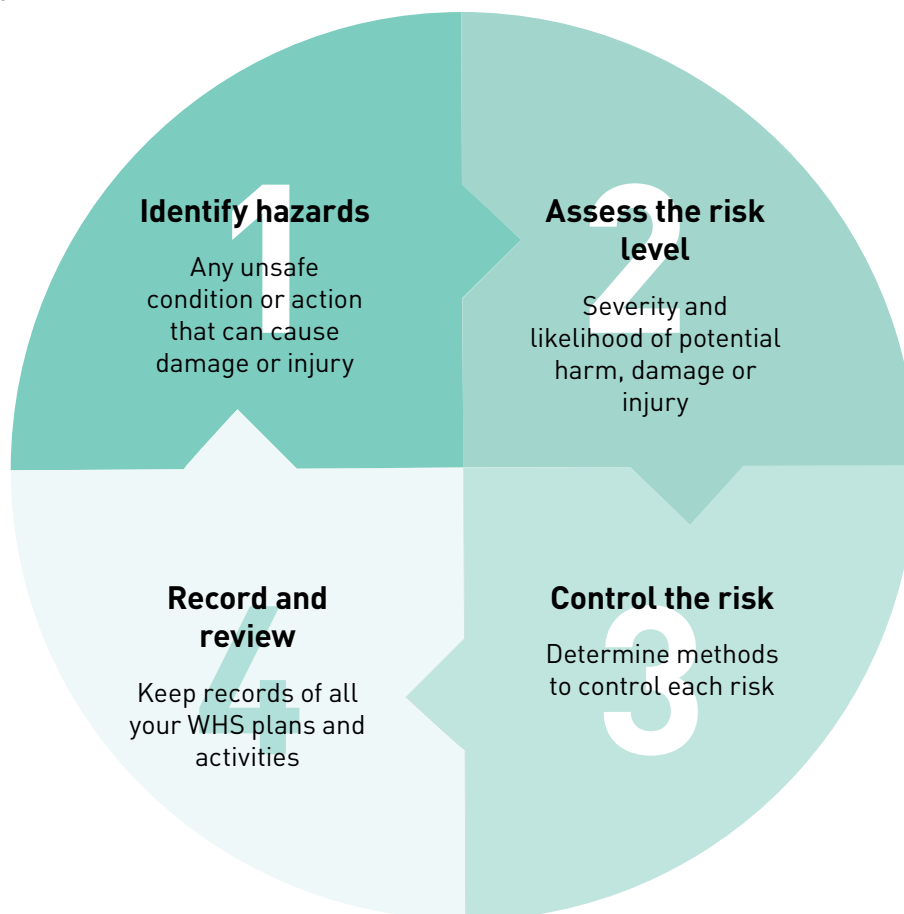 1
Identify hazards
Any unsafe
condition or action
that can cause
damage or injury
2
Assess the risk
level
Severity and
likelihood of potential
harm, damage or
injury
3
Control the risk
Determine methods
to control each risk
4
Record and
review
Keep records of all
your WHS plans and
activities